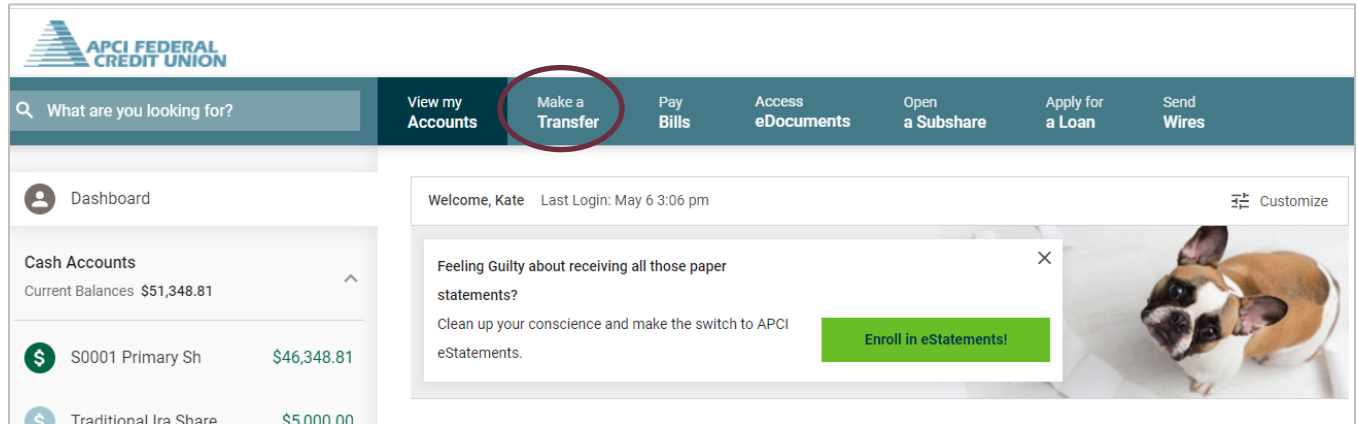 APCI FEDERAL
CREDIT UNION
What are you looking for?
View my
Accounts
Make a
Transfer
Pay
Bills
Access
eDocuments
Open
a Subshare
Apply for
a Loan
Send
Wires
Dashboard
Welcome, Kate Last Login: May 6 3:06 pm
Customize
Cash Accounts
Current Balances $51,348.81
Feeling Guilty about receiving all those paper
statements?
Clean up your conscience and make the switch to APCI
eStatements.
Enroll in eStatements!
S0001 Primary Sh $46,348.81
Traditional Ira Share $5,000.00